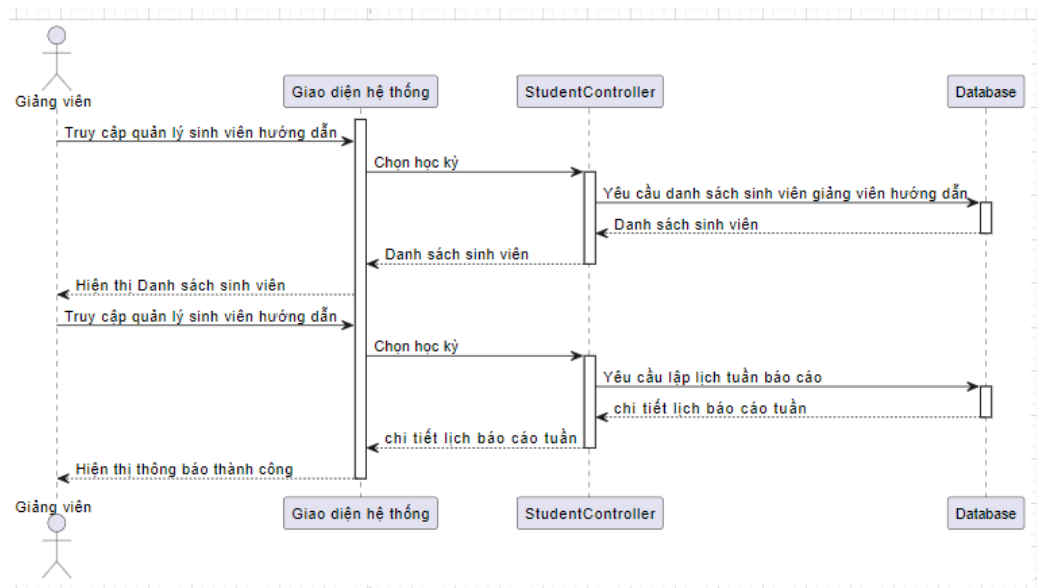 Giảng viên
Giao diện hệ thống
StudentController
Database
Truy cập quản lý sinh viên hướng dẫn
Chọn học kỳ
Yêu cầu danh sách sinh viên giảng viên hướng dẫn
Danh sách sinh viên
Danh sách sinh viên
Hiện thị Danh sách sinh viên
Truy cập quản lý sinh viên hướng dẫn
Chọn học kỳ
Yêu cầu lập lịch tuần báo cáo
chi tiết lịch báo cáo tuần
chi tiết lịch báo cáo tuần
Hiện thị thông báo thành công
Giảng viên
Giao diện hệ thống
StudentController
Database